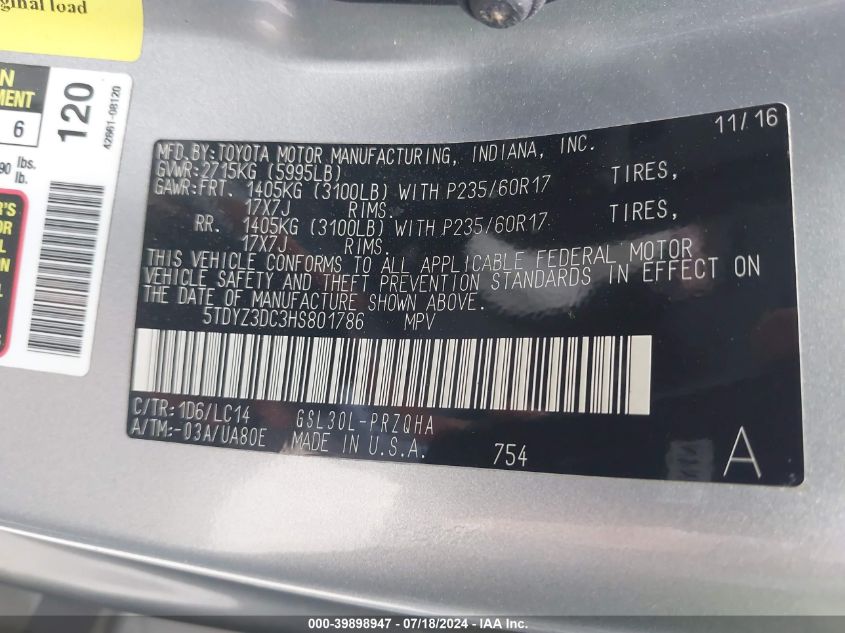 ginal load
N
MENT
6
90 lbs.
lb.
R'S
OR
L
ON
120
42661-08120
11/16
MFD.BY:TOYOTA MOTOR MANUFACTURING, INDIANA, INC.
GVWR:2715KG (5995LB)
GAWR:FRT. 1405KG (3100LB) WITH P235/60R17 TIRES,
17X7J RIMS.
RR. 1405KG (3100LB) WITH P235/60R17 TIRES,
17X7J RIMS.
THIS VEHICLE CONFORMS TO ALL APPLICABLE FEDERAL MOTOR
VEHICLE SAFETY AND THEFT PREVENTION STANDARDS IN EFFECT ON
THE DATE OF MANUFACTURE SHOWN ABOVE.
5TDYZ3DC3HS801786 MPV
C/TR:1D6/LC14 GSL30L-PRZQHA
A/TM:-03A/UA80E MADE IN U.S.A. 754 A
000-39898947 - 07/18/2024 - IAA Inc.